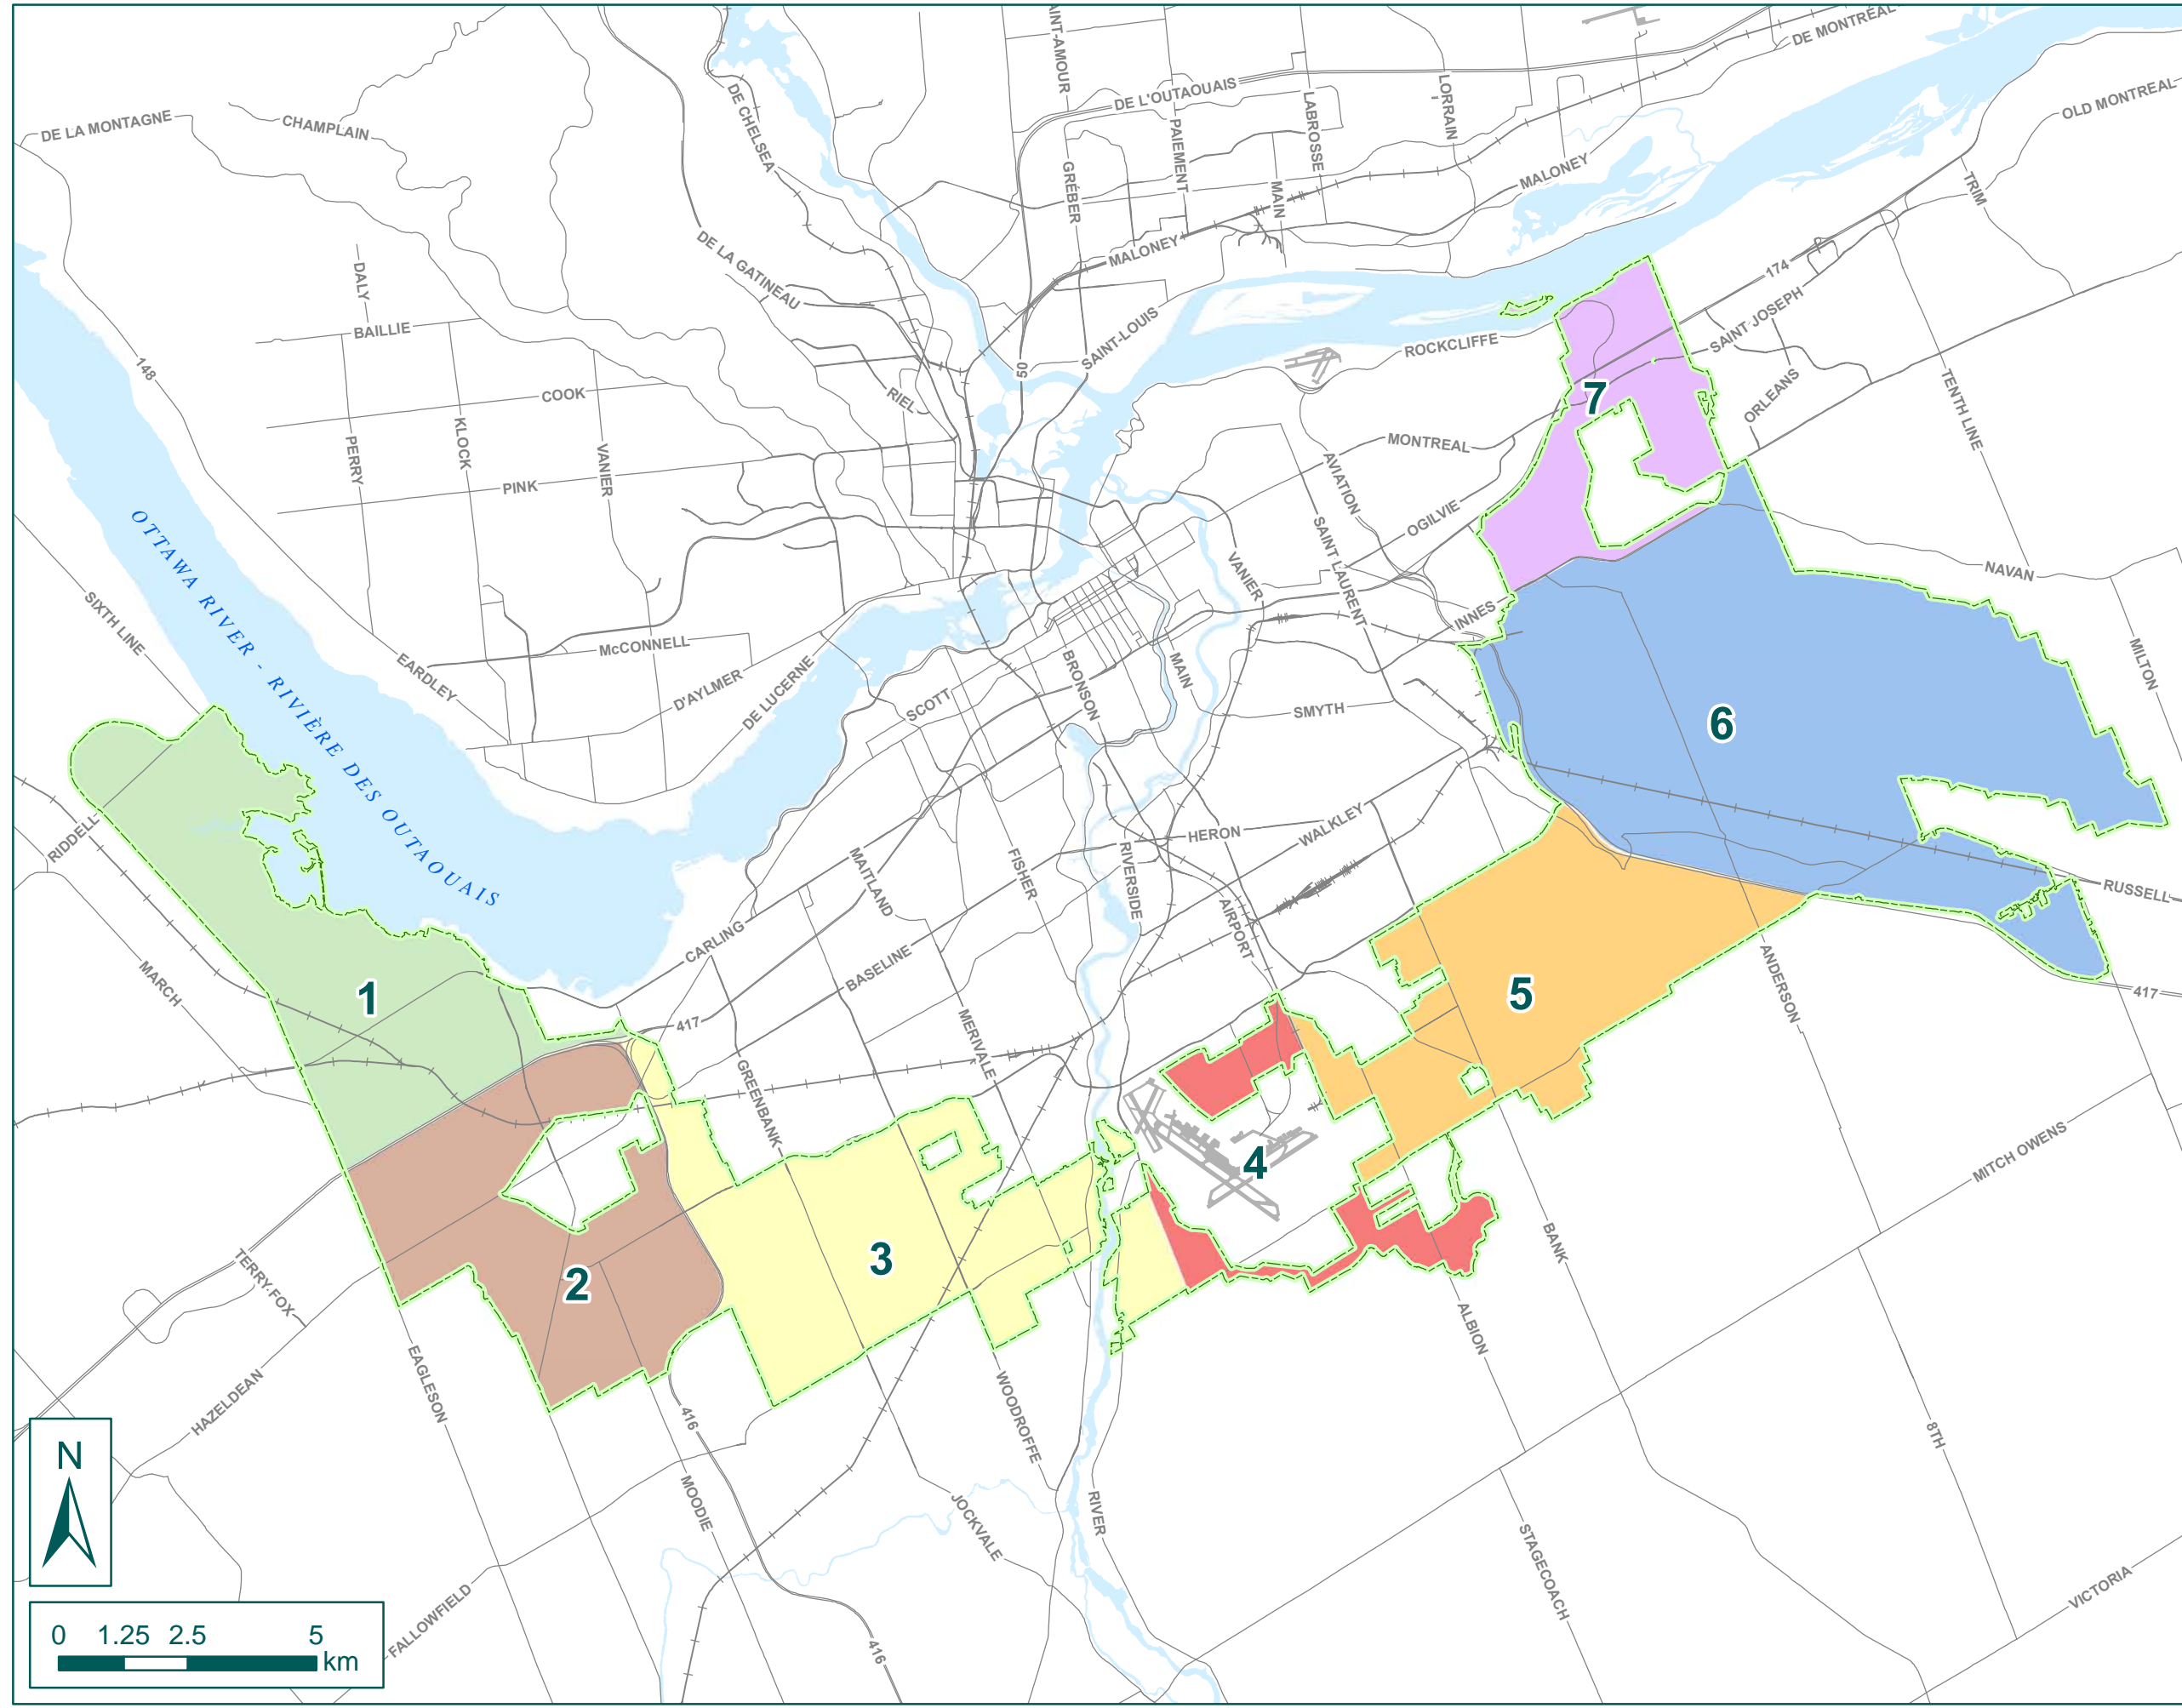 SAINT-AMOUR
DE MONTRÉAL
DE L'OUTAOUAIS
DE CHELSEA
LORRAIN
LABROSSE
OLD MONTREAL
DE LA MONTAGNE
CHAMPLAIN
PAIEMENT
GRÉBER
MAIN
MALONEY
TRIM
DE LA GATINEAU
MALONEY
DALY
BAILLIE
174
SAINT JOSEPH
SAINT-LOUIS
ROCKCLIFFE
148
50
COOK
RIEL
7
ORLEANS
TENTH LINE
KLOCK
PERRY
VANIER
MONTREAL
PINK
AVIATION
OGILVIE
OTTAWA RIVER - RIVIÈRE DES OUTAOUAIS
SAINT LAURENT
VANIER
NAVAN
SIXTH LINE
INNES
McCONNELL
EARDLEY
D'AYLMER
DE LUCERNE
BRONSON
MAIN
MILTON
SCOTT
SMYTH
6
RIDDELL
HERON
WALKLEY
MAITLAND
FISHER
RIVERSIDE
RUSSELL
CARLING
AIRPORT
BASELINE
MARCH
ANDERSON
1
5
417
417
MERIVALE
GREENBANK
4
MITCH OWENS
TERRY FOX
2
3
BANK
ALBION
EAGLESON
HAZELDEAN
WOODROFFE
416
8TH
N
MOODIE
RIVER
JOCKVALE
STAGECOACH
VICTORIA
FALLOWFIELD
416
0 1.25 2.5 5
km